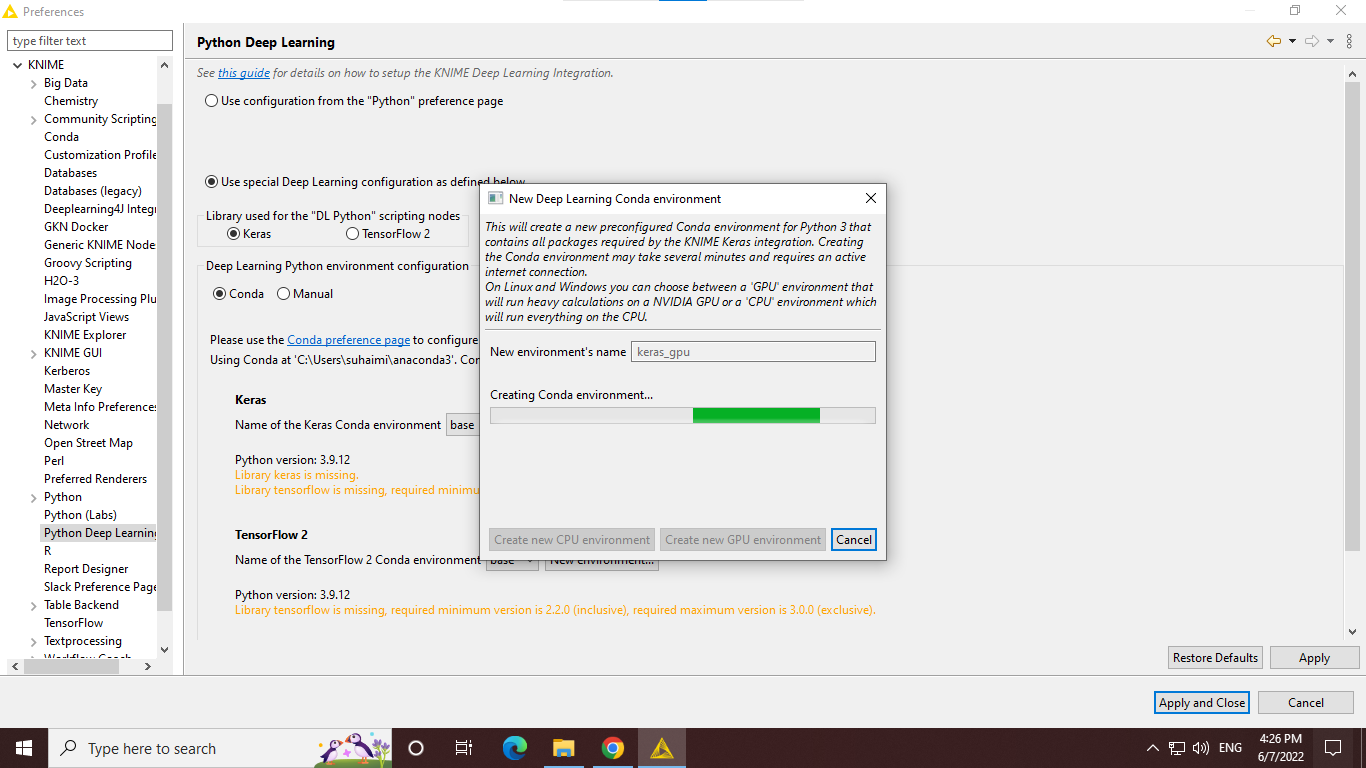 Preferences
type filter text
KNIME
Big Data
Chemistry
Community Scripting
Conda
Customization Profile
Databases
Databases (legacy)
Deeplearning4J Integr
GKN Docker
Generic KNIME Node
Groovy Scripting
H2O-3
Image Processing Plu
JavaScript Views
KNIME Explorer
KNIME GUI
Kerberos
Master Key
Meta Info Preferences
Network
Open Street Map
Perl
Preferred Renderers
Python
Python (Labs)
Python Deep Learning
R
Report Designer
Slack Preference Page
Table Backend
TensorFlow
Textprocessing
Workflow Coach
Python Deep Learning
See this guide for details on how to setup the KNIME Deep Learning Integration.
Use configuration from the "Python" preference page
Use special Deep Learning configuration as defined below
Library used for the "DL Python" scripting nodes
Keras TensorFlow 2
Deep Learning Python environment configuration
Conda Manual
Please use the Conda preference page to configure
Using Conda at 'C:\Users\suhaimi\anaconda3'. Con
Keras
Name of the Keras Conda environment base
Python version: 3.9.12
Library keras is missing.
Library tensorflow is missing, required minimu
TensorFlow 2
Name of the TensorFlow 2 Conda environment base New environment...
Python version: 3.9.12
Library tensorflow is missing, required minimum version is 2.2.0 (inclusive), required maximum version is 3.0.0 (exclusive).
New Deep Learning Conda environment
This will create a new preconfigured Conda environment for Python 3 that
contains all packages required by the KNIME Keras integration. Creating
the Conda environment may take several minutes and requires an active
internet connection.
On Linux and Windows you can choose between a 'GPU' environment that
will run heavy calculations on a NVIDIA GPU or a 'CPU' environment which
will run everything on the CPU.
New environment's name keras_gpu
Creating Conda environment...
Create new CPU environment Create new GPU environment Cancel
Restore Defaults Apply
Apply and Close Cancel
Type here to search
ENG
4:26 PM
6/7/2022